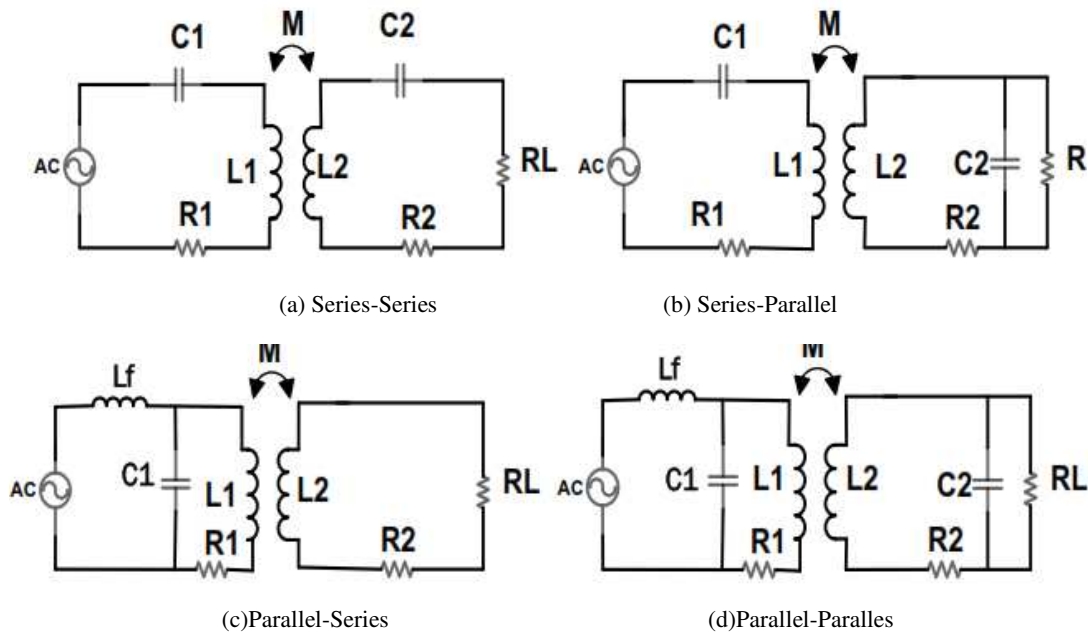 M
C1
C2
AC
L1
L2
RL
R1
R2
(a) Series-Series
M
C1
AC
L1
L2
C2
R
R1
R2
(b) Series-Parallel
M
Lf
C1
AC
L1
L2
RL
R1
R2
(c)Parallel-Series
M
Lf
AC
C1
L1
L2
C2
RL
R1
R2
(d)Parallel-Paralles